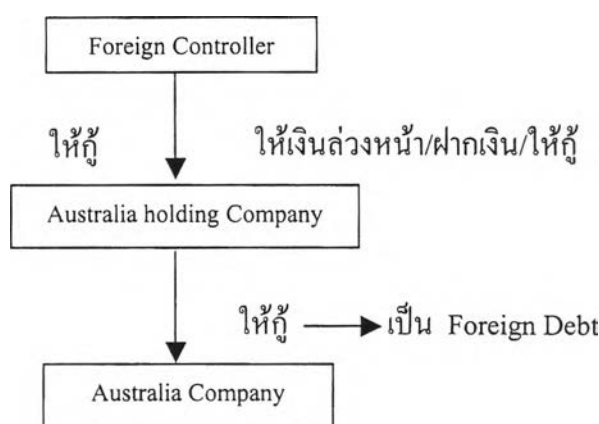 Foreign Controller
ให้กู้ ให้เงินล่วงหน้า/ฝากเงิน/ให้กู้
Australia holding Company
ให้กู้ เป็น Foreign Debt
Australia Company